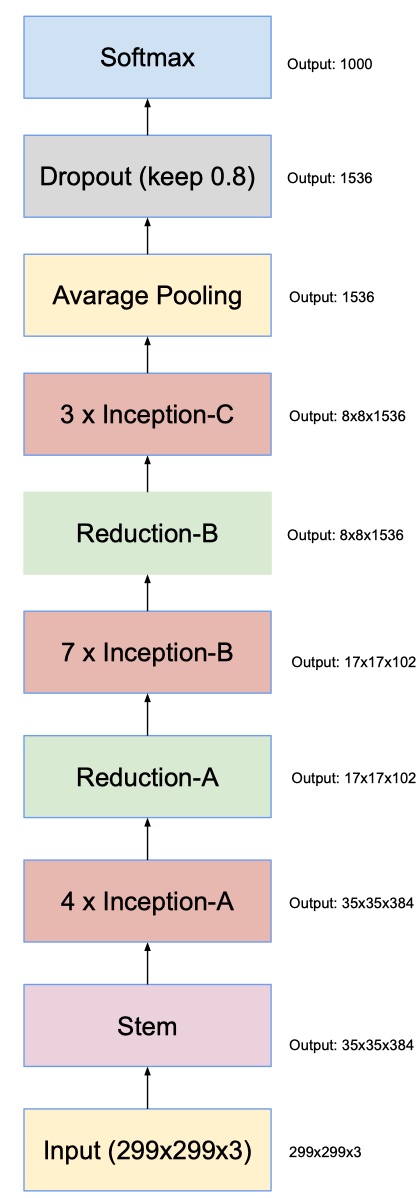 Softmax
Output: 1000
Dropout (keep 0.8)
Output: 1536
Avarage Pooling
Output: 1536
3 x Inception-C
Output: 8x8x1536
Reduction-B
Output: 8x8x1536
7 x Inception-B
Output: 17x17x102
Reduction-A
Output: 17x17x102
4 x Inception-A
Output: 35x35x384
Stem
Output: 35x35x384
Input (299x299x3)
299x299x3